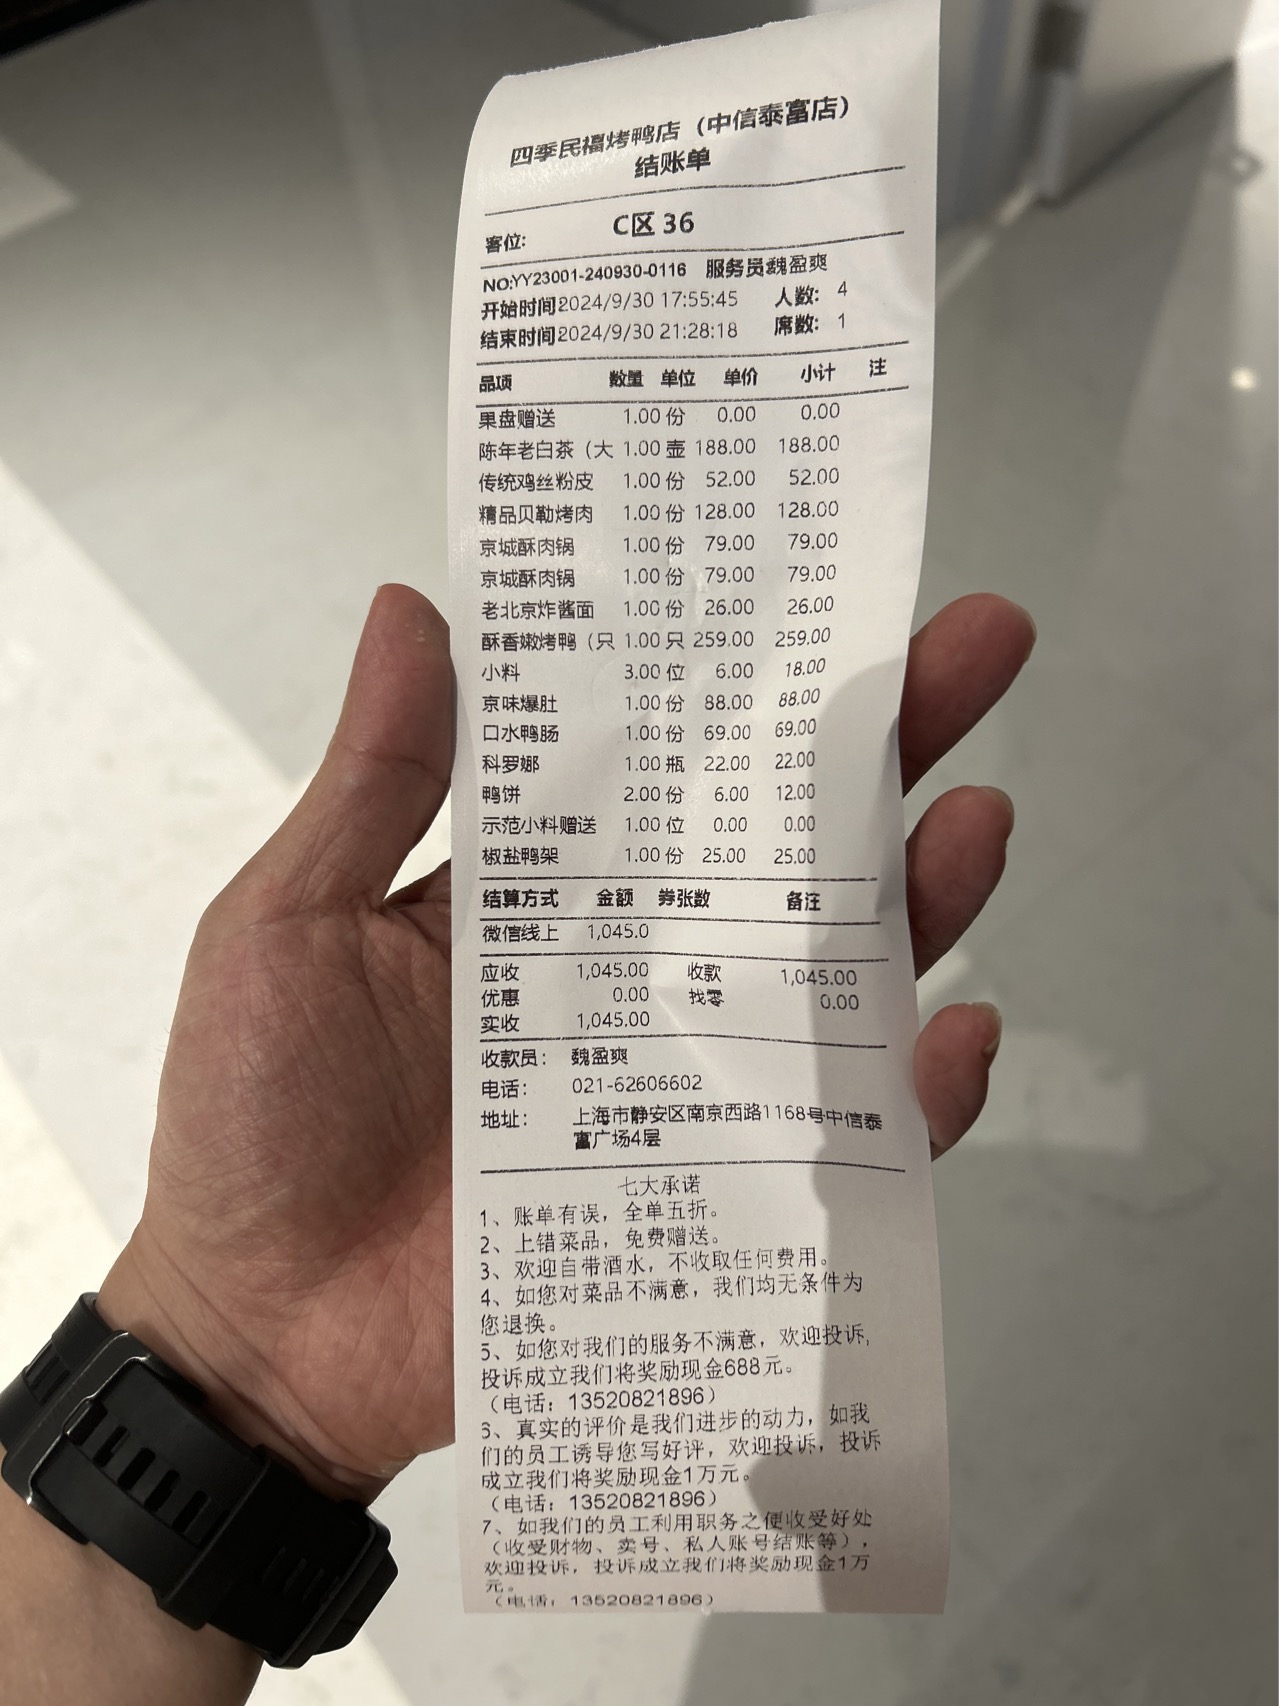 四季民福烤鸭店（中信泰富店）
结账单
客位: C区 36
NO:YY23001-240930-0116 服务员:魏盈爽
开始时间2024/9/30 17:55:45 人数: 4
结束时间2024/9/30 21:28:18 席数: 1
品项 数量 单位 单价 小计 注
果盘赠送 1.00 份 0.00 0.00
陈年老白茶（大 1.00 壶 188.00 188.00
传统鸡丝粉皮 1.00 份 52.00 52.00
精品贝勒烤肉 1.00 份 128.00 128.00
京城酥肉锅 1.00 份 79.00 79.00
京城酥肉锅 1.00 份 79.00 79.00
老北京炸酱面 1.00 份 26.00 26.00
酥香嫩烤鸭（只 1.00 只 259.00 259.00
小料 3.00 位 6.00 18.00
京味爆肚 1.00 份 88.00 88.00
口水鸭肠 1.00 份 69.00 69.00
科罗娜 1.00 瓶 22.00 22.00
鸭饼 2.00 份 6.00 12.00
示范小料赠送 1.00 位 0.00 0.00
椒盐鸭架 1.00 份 25.00 25.00
结算方式 金额 券张数 备注
微信线上 1,045.0
应收 1,045.00 收款 1,045.00
优惠 0.00 找零 0.00
实收 1,045.00
收款员: 魏盈爽
电话: 021-62606602
地址: 上海市静安区南京西路1168号中信泰
富广场4层
七大承诺
1、账单有误，全单五折。
2、上错菜品，免费赠送。
3、欢迎自带酒水，不收取任何费用。
4、如您对菜品不满意，我们均无条件为
您退换。
5、如您对我们的服务不满意，欢迎投诉,
投诉成立我们将奖励现金688元。
（电话：13520821896）
6、真实的评价是我们进步的动力，如我
们的员工诱导您写好评，欢迎投诉，投诉
成立我们将奖励现金1万元。
（电话：13520821896）
7、如我们的员工利用职务之便收受好处
（收受财物、卖号、私人账号结账等），
欢迎投诉，投诉成立我们将奖励现金1万
元。
（电话：13520821896）